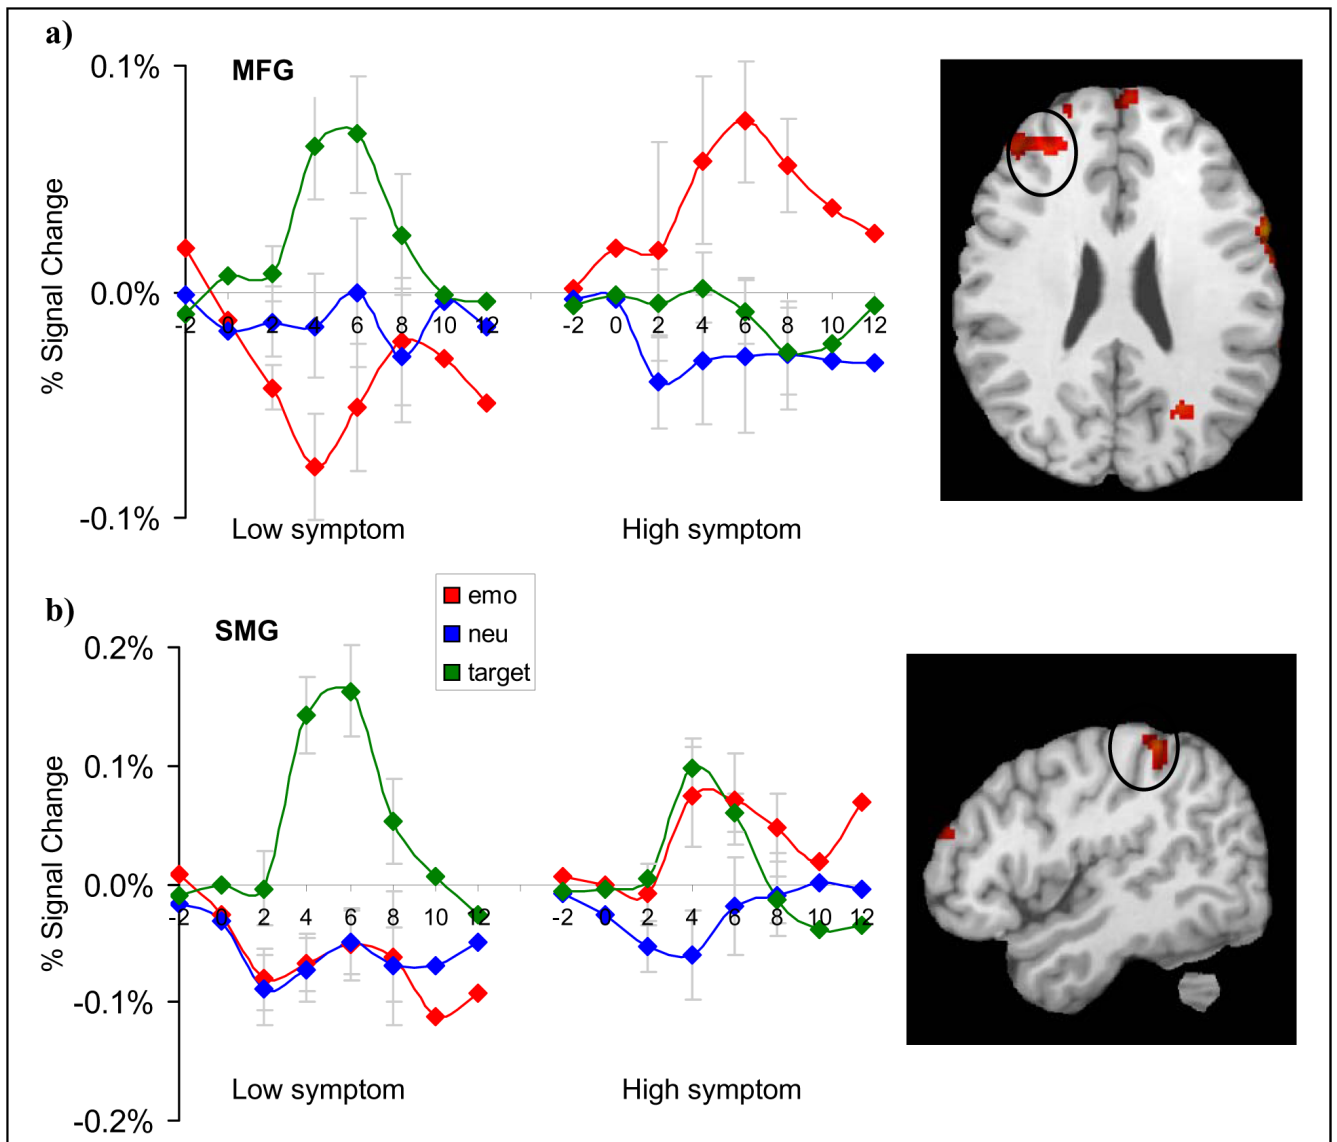 a)
MFG
0.1%
0.0%
-0.1%
% Signal Change
-2 0 2 4 6 8 10 12
-2 0 2 4 6 8 10 12
Low symptom
High symptom
emo
neu
target
b)
SMG
0.2%
0.1%
0.0%
-0.1%
-0.2%
% Signal Change
-2 0 2 4 6 8 10 12
-2 0 2 4 6 8 10 12
Low symptom
High symptom